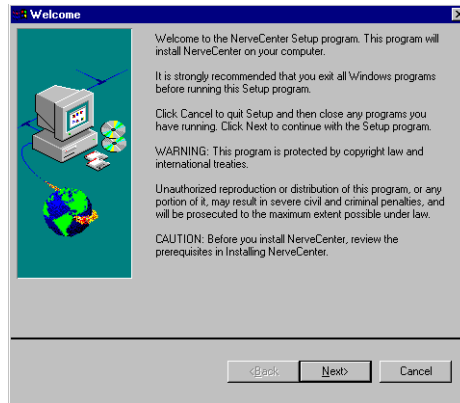 Welcome
Welcome to the NerveCenter Setup program. This program will
install NerveCenter on your computer.
It is strongly recommended that you exit all Windows programs
before running this Setup program.
Click Cancel to quit Setup and then close any programs you
have running. Click Next to continue with the Setup program.
WARNING: This program is protected by copyright law and
international treaties.
Unauthorized reproduction or distribution of this program, or any
portion of it, may result in severe civil and criminal penalties, and
will be prosecuted to the maximum extent possible under law.
CAUTION: Before you install NerveCenter, review the
prerequisites in Installing NerveCenter.
<Back Next> Cancel